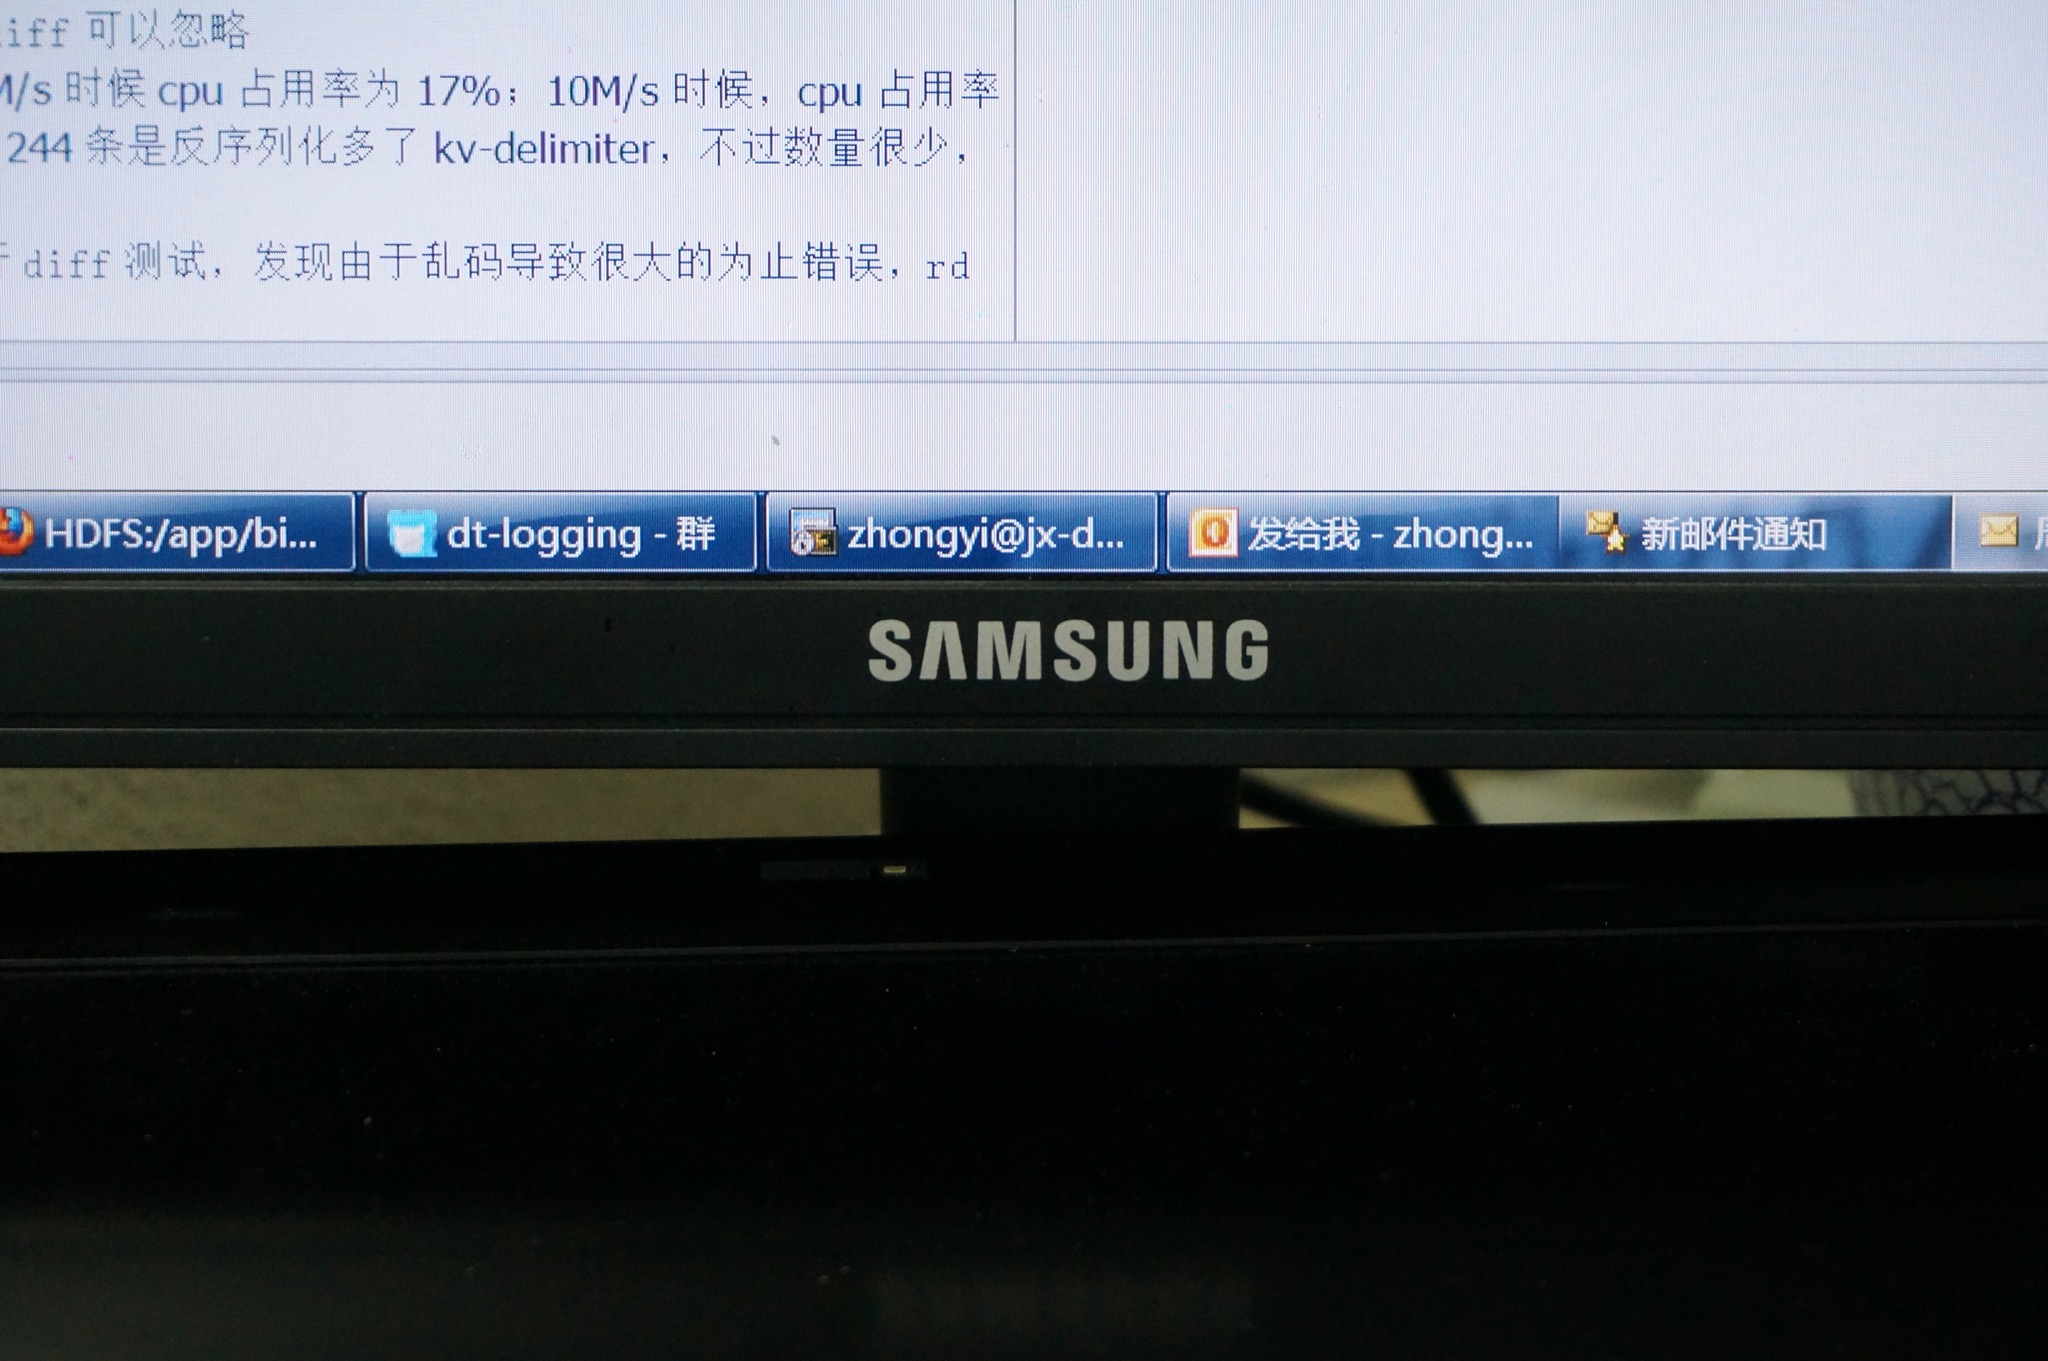 diff 可以忽略
M/s 时候 cpu 占用率为 17%；10M/s 时候，cpu 占用率
244 条是反序列化多了 kv-delimiter，不过数量很少，
diff 测试，发现由于乱码导致很大的为止错误，rd
HDFS:/app/bi...
dt-logging - 群
zhongyi@jx-d...
发给我 - zhong...
新邮件通知
SAMSUNG